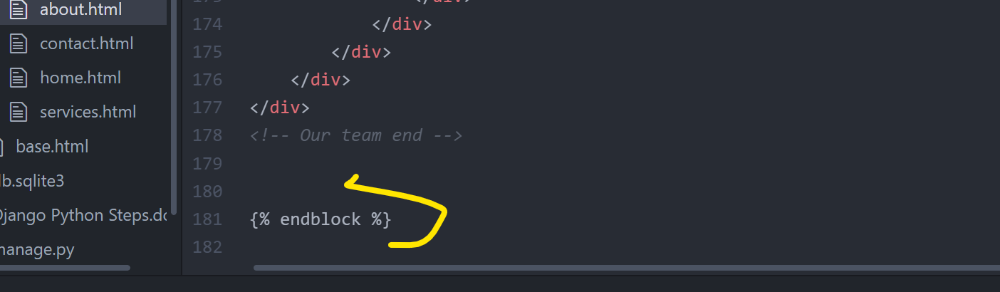 about.html
contact.html
home.html
services.html
base.html
lb.sqlite3
Django Python Steps.do
manage.py
174 </div>
175 </div>
176 </div>
177 </div>
178 <!-- Our team end -->
179
180
181 {% endblock %}
182